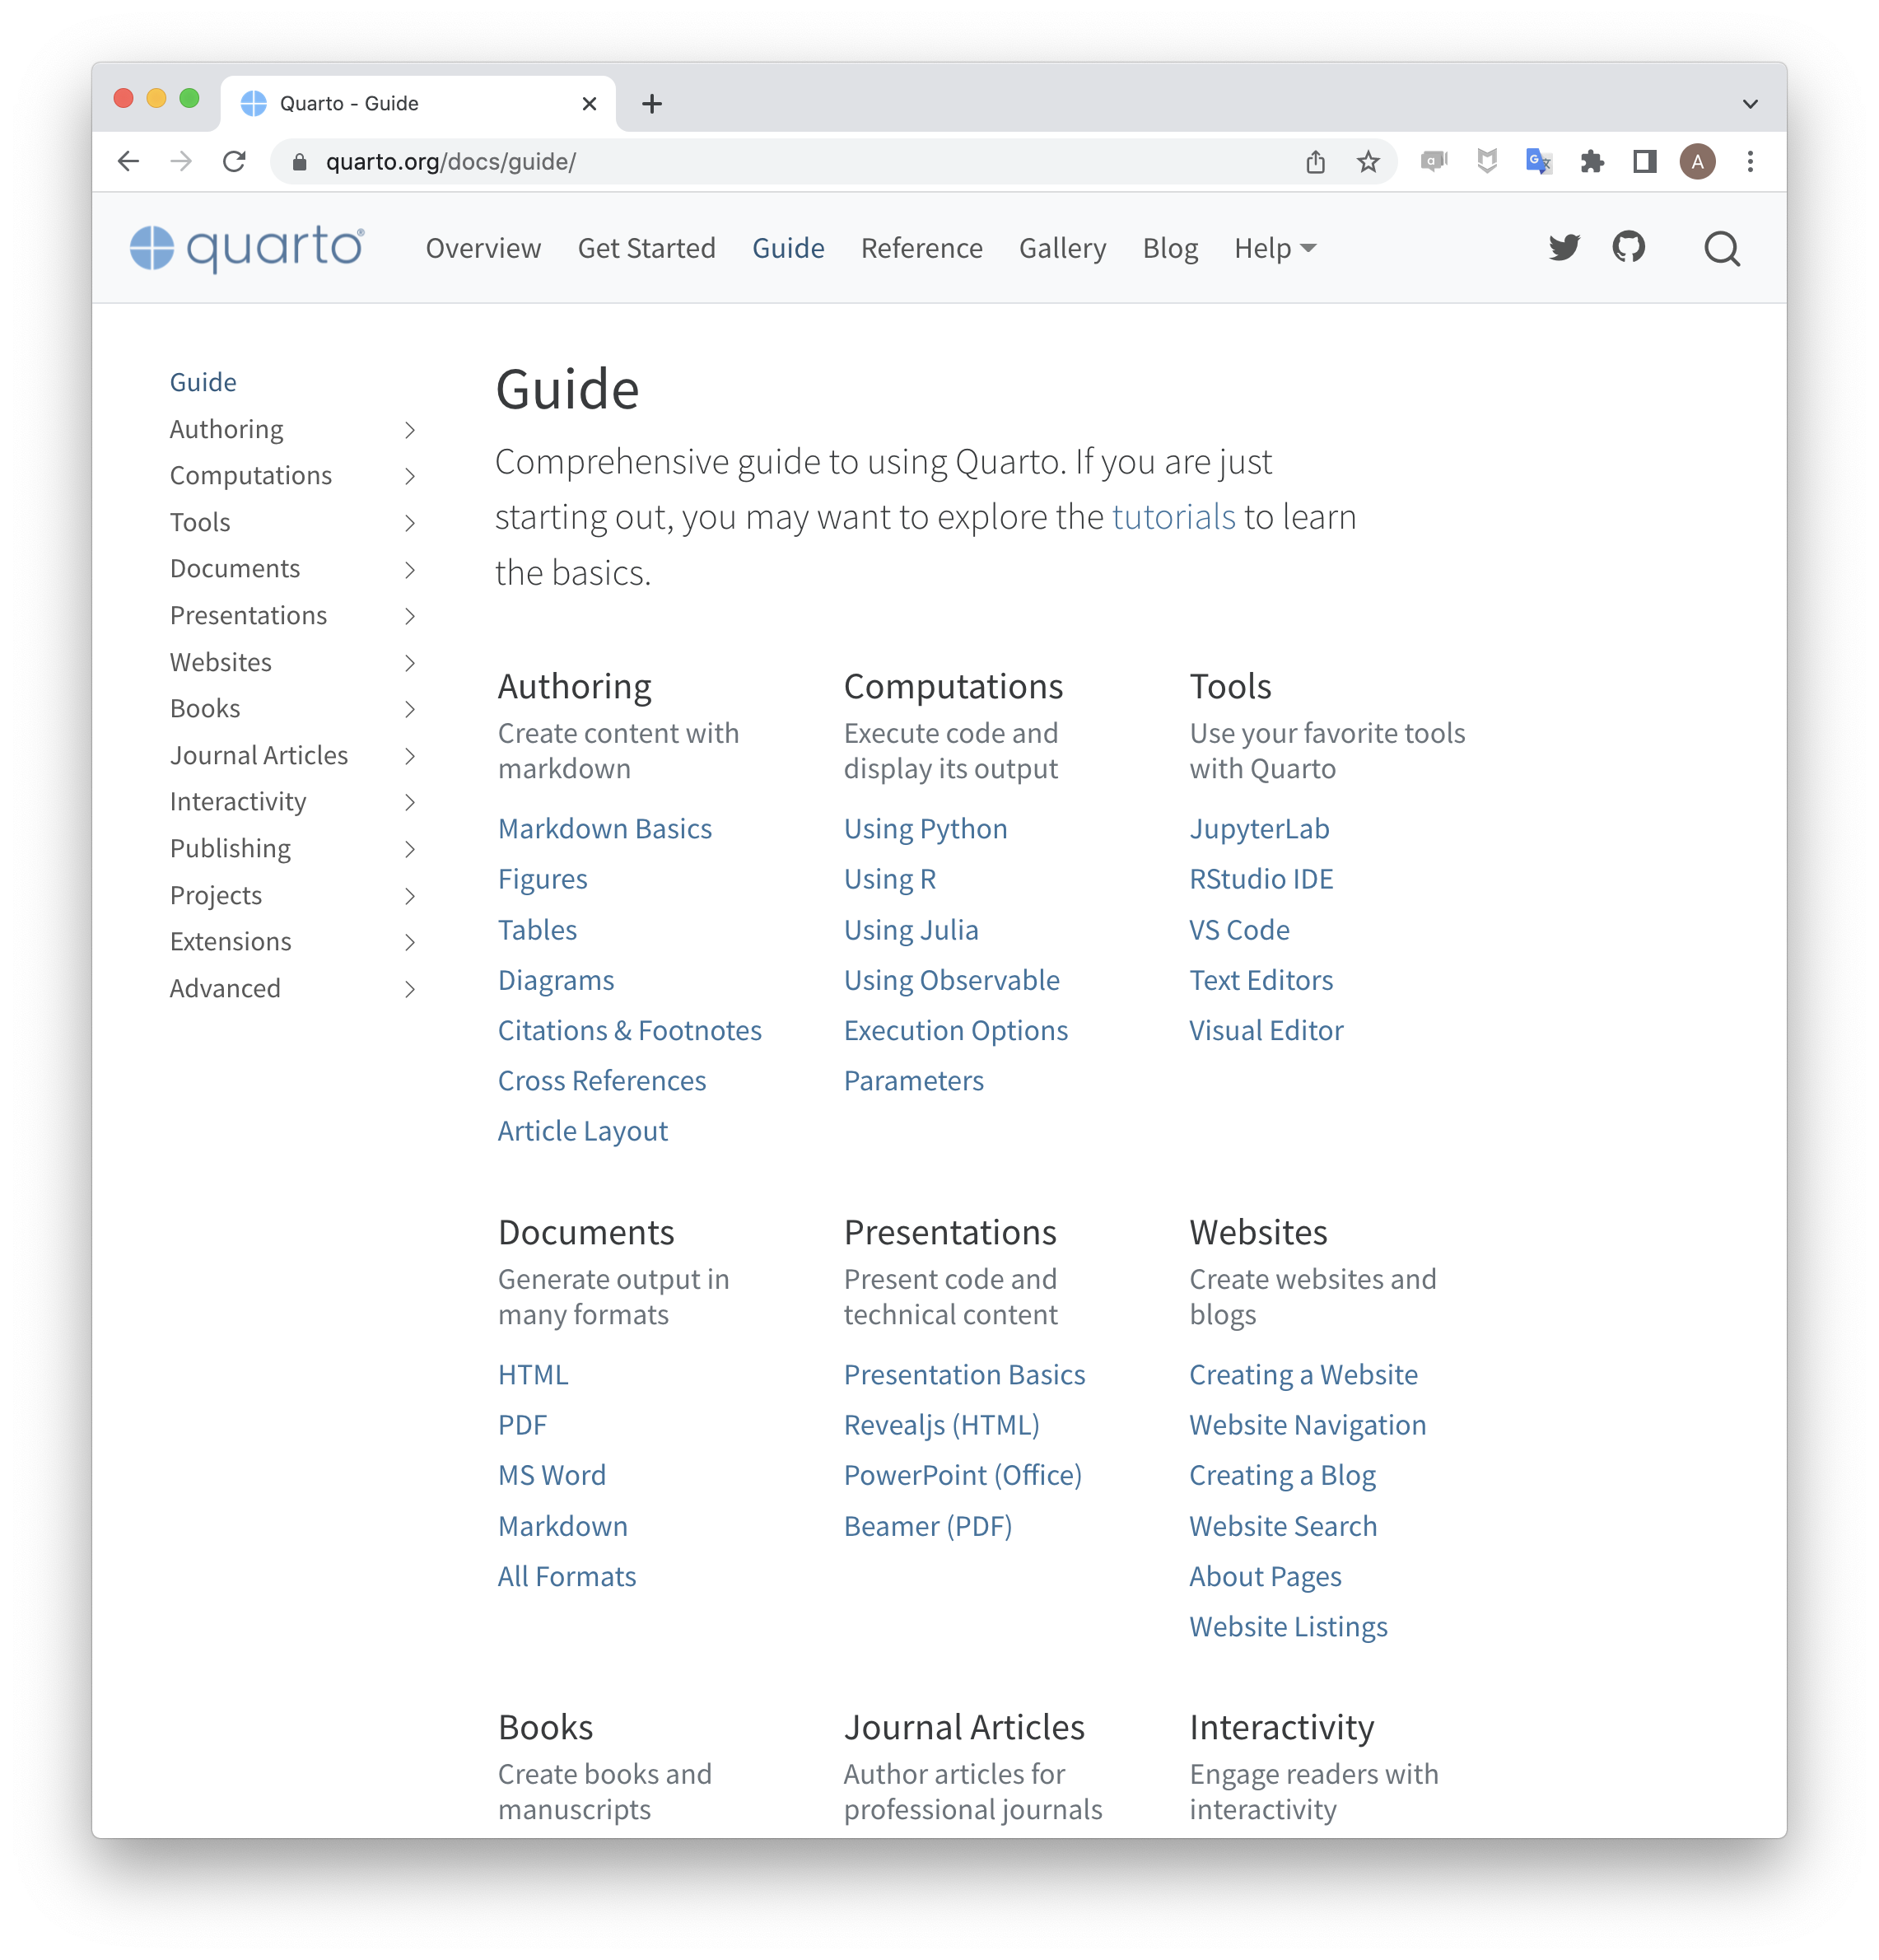 Quarto - Guide
quarto.org/docs/guide/
A
quarto®
Overview Get Started Guide Reference Gallery Blog Help
Guide
Authoring
Computations
Tools
Documents
Presentations
Websites
Books
Journal Articles
Interactivity
Publishing
Projects
Extensions
Advanced
Guide
Comprehensive guide to using Quarto. If you are just
starting out, you may want to explore the tutorials to learn
the basics.
Authoring
Create content with
markdown
Markdown Basics
Figures
Tables
Diagrams
Citations & Footnotes
Cross References
Article Layout
Computations
Execute code and
display its output
Using Python
Using R
Using Julia
Using Observable
Execution Options
Parameters
Tools
Use your favorite tools
with Quarto
JupyterLab
RStudio IDE
VS Code
Text Editors
Visual Editor
Documents
Generate output in
many formats
HTML
PDF
MS Word
Markdown
All Formats
Presentations
Present code and
technical content
Presentation Basics
Revealjs (HTML)
PowerPoint (Office)
Beamer (PDF)
Websites
Create websites and
blogs
Creating a Website
Website Navigation
Creating a Blog
Website Search
About Pages
Website Listings
Books
Create books and
manuscripts
Journal Articles
Author articles for
professional journals
Interactivity
Engage readers with
interactivity